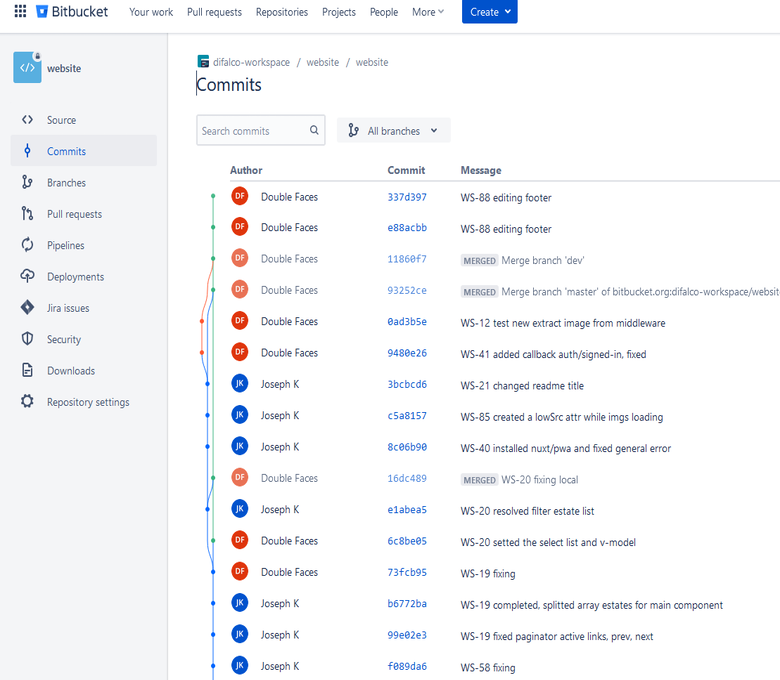 Bitbucket Your work Pull requests Repositories Projects People More Create
</> website
difalco-workspace / website / website
Commits
Search commits All branches
Source
Commits
Branches
Pull requests
Pipelines
Deployments
Jira issues
Security
Downloads
Repository settings
Author Commit Message
DF Double Faces 337d397 WS-88 editing footer
DF Double Faces e88acbb WS-88 editing footer
DF Double Faces 11860f7 MERGED Merge branch 'dev'
DF Double Faces 93252ce MERGED Merge branch 'master' of bitbucket.org:difalco-workspace/websit
DF Double Faces 0ad3b5e WS-12 test new extract image from middleware
DF Double Faces 9480e26 WS-41 added callback auth/signed-in, fixed
JK Joseph K 3bcbcd6 WS-21 changed readme title
JK Joseph K c5a8157 WS-85 created a lowSrc attr while imgs loading
JK Joseph K 8c06b90 WS-40 installed nuxt/pwa and fixed general error
DF Double Faces 16dc489 MERGED WS-20 fixing local
JK Joseph K e1abea5 WS-20 resolved filter estate list
DF Double Faces 6c8be05 WS-20 setted the select list and v-model
DF Double Faces 73fcb95 WS-19 fixing
JK Joseph K b6772ba WS-19 completed, splitted array estates for main component
JK Joseph K 99e02e3 WS-19 fixed paginator active links, prev, next
JK Joseph K f089da6 WS-58 fixing